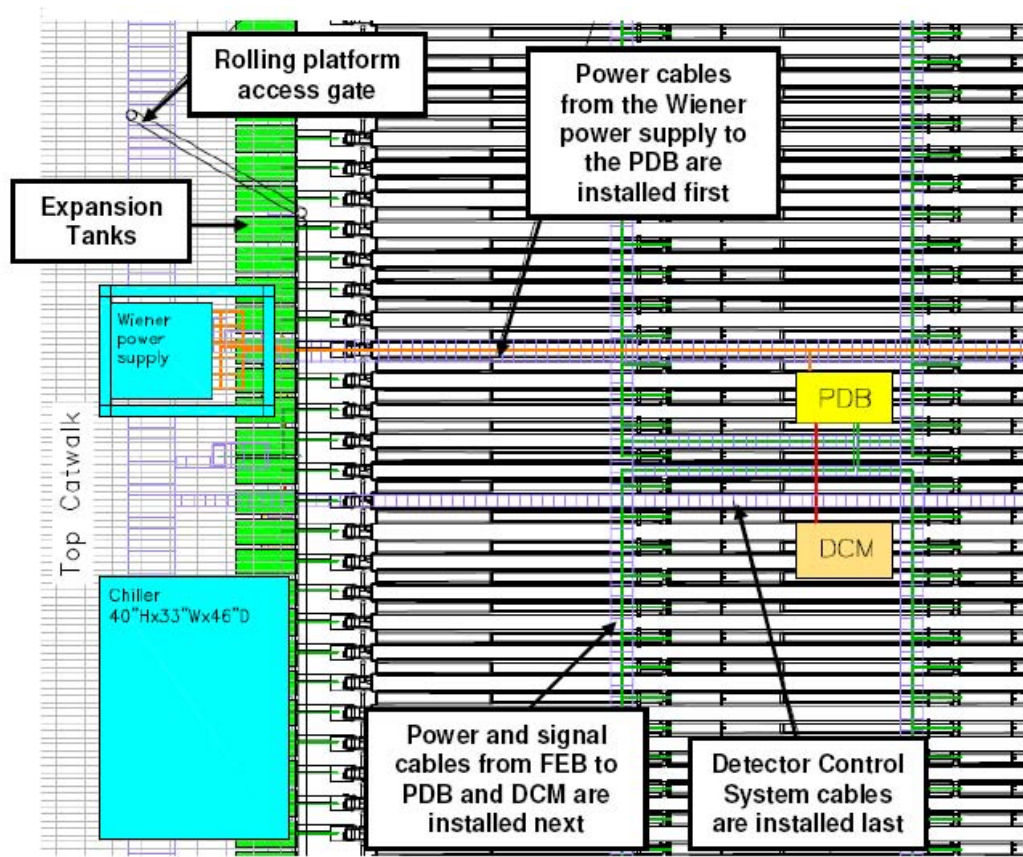 Rolling platform
access gate
Power cables
from the Wiener
power supply to
the PDB are
installed first
Expansion
Tanks
Wiener
power
supply
PDB
Top Catwalk
DCM
Chiller
40"Hx33"Wx46"D
Power and signal
cables from FEB to
PDB and DCM are
installed next
Detector Control
System cables
are installed last